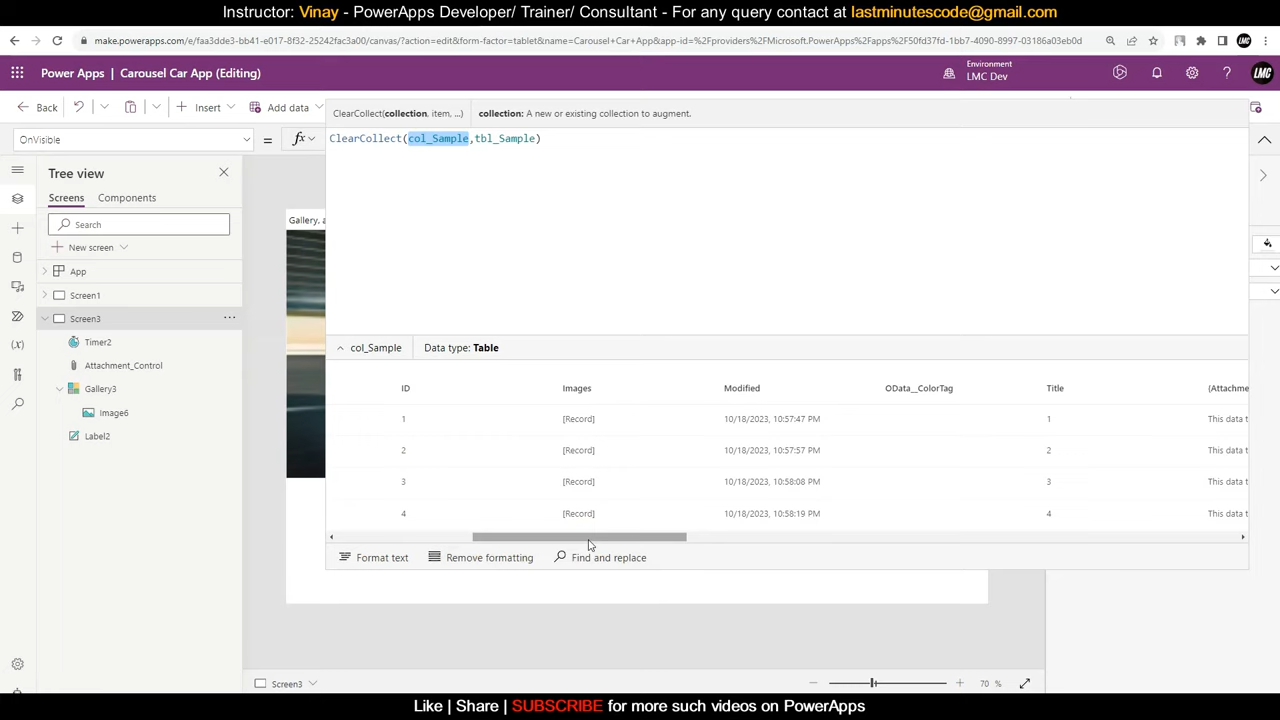 Instructor: Vinay - PowerApps Developer/ Trainer/ Consultant - For any query contact at lastminutescode@gmail.com
make.powerapps.com/e/faa3dde3-bb41-e017-8f32-25242fac3a00/canvas/?action=edit&form-factor=tablet&name=Carousel+Car+App&app-id=%2Fproviders%2FMicrosoft.PowerApps%2Fapps%2F50fd37fd-1bb7-4090-8997-03186a03eb0d
Power Apps | Carousel Car App (Editing)
Environment
LMC Dev
LMC
Back
Insert
Add data
ClearCollect(collection, item, ...)
collection: A new or existing collection to augment.
OnVisible
= fx
ClearCollect(col_Sample,tbl_Sample)
Tree view
Screens
Components
Search
New screen
App
Screen1
Screen3
Timer2
Attachment_Control
Gallery3
Image6
Label2
Gallery, a
col_Sample
Data type: Table
ID Images Modified OData__ColorTag Title (Attachme
1 [Record] 10/18/2023, 10:57:47 PM 1 This data t
2 [Record] 10/18/2023, 10:57:57 PM 2 This data t
3 [Record] 10/18/2023, 10:58:08 PM 3 This data t
4 [Record] 10/18/2023, 10:58:19 PM 4 This data t
Format text
Remove formatting
Find and replace
Screen3
70 %
Like | Share | SUBSCRIBE for more such videos on PowerApps